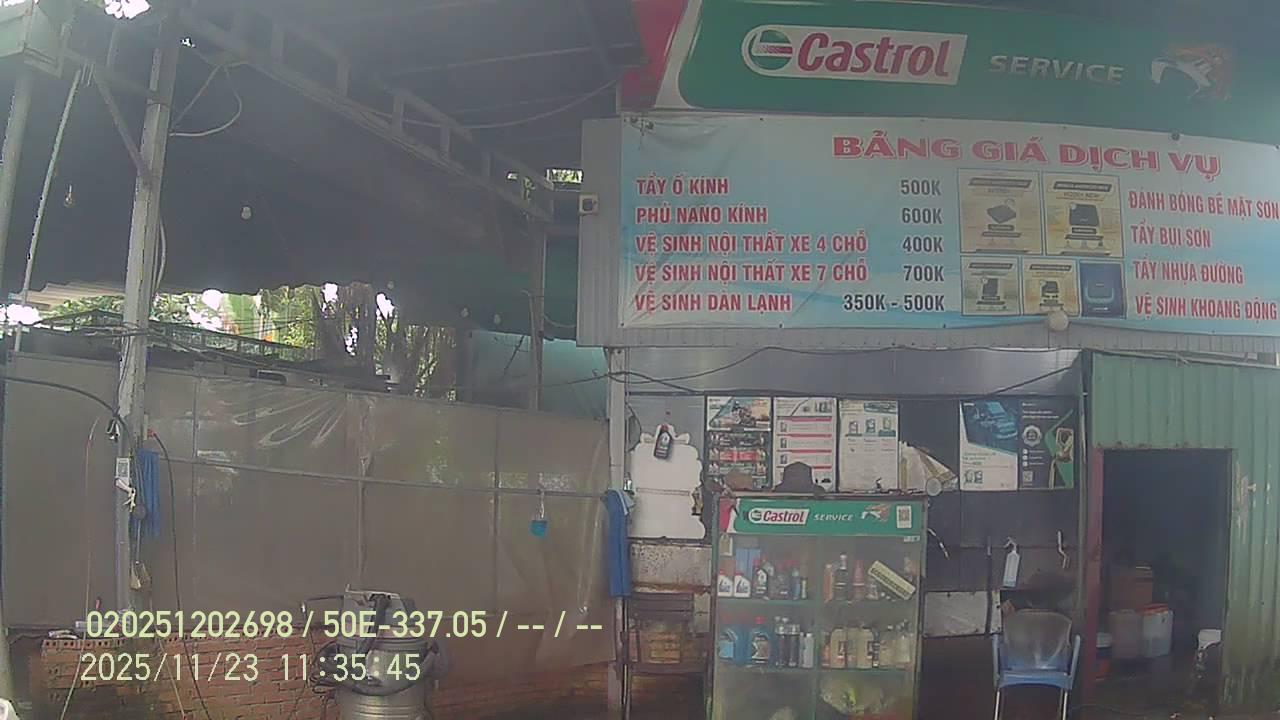 Castrol SERVICE
BẢNG GIÁ DỊCH VỤ
TẨY Ố KÍNH 500K
PHỦ NANO KÍNH 600K
VỆ SINH NỘI THẤT XE 4 CHỖ 400K
VỆ SINH NỘI THẤT XE 7 CHỖ 700K
VỆ SINH DÀN LẠNH 350K - 500K
ĐÁNH BÓNG BỀ MẶT SƠN
TẨY BỤI SƠN
TẨY NHỰA ĐƯỜNG
VỆ SINH KHOANG ĐỘNG
Castrol SERVICE
020251202698 / 50E-337.05 / -- / --
2025/11/23 11:35:45